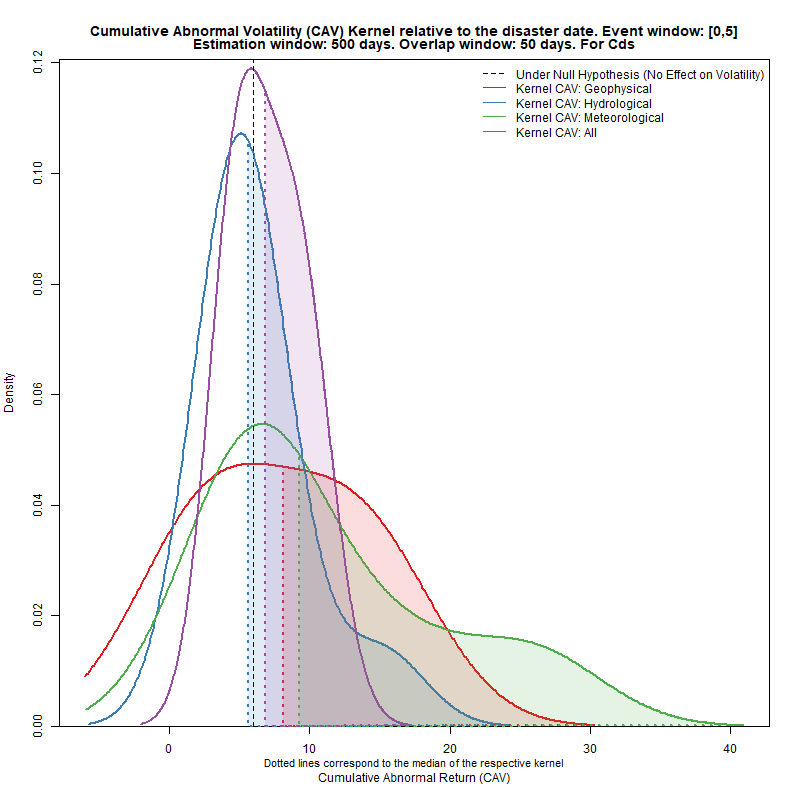 Cumulative Abnormal Volatility (CAV) Kernel relative to the disaster date. Event window: [0,5]
Estimation window: 500 days. Overlap window: 50 days. For Cds
Under Null Hypothesis (No Effect on Volatility)
Kernel CAV: Geophysical
Kernel CAV: Hydrological
Kernel CAV: Meteorological
Kernel CAV: All
0.12
0.10
0.08
0.06
0.04
0.02
0.00
Density
0 10 20 30 40
Dotted lines correspond to the median of the respective kernel
Cumulative Abnormal Return (CAV)